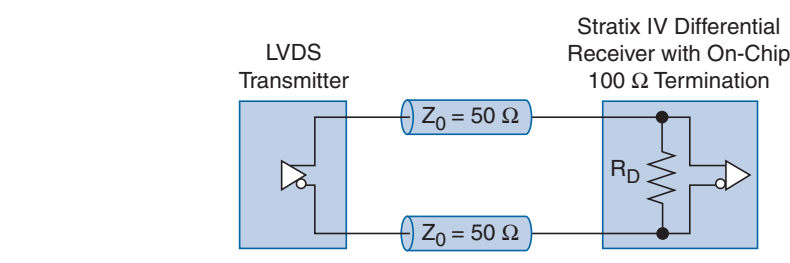 Stratix IV Differential
Receiver with On-Chip
100 Ω Termination
LVDS
Transmitter
Z0 = 50 Ω
RD
Z0 = 50 Ω